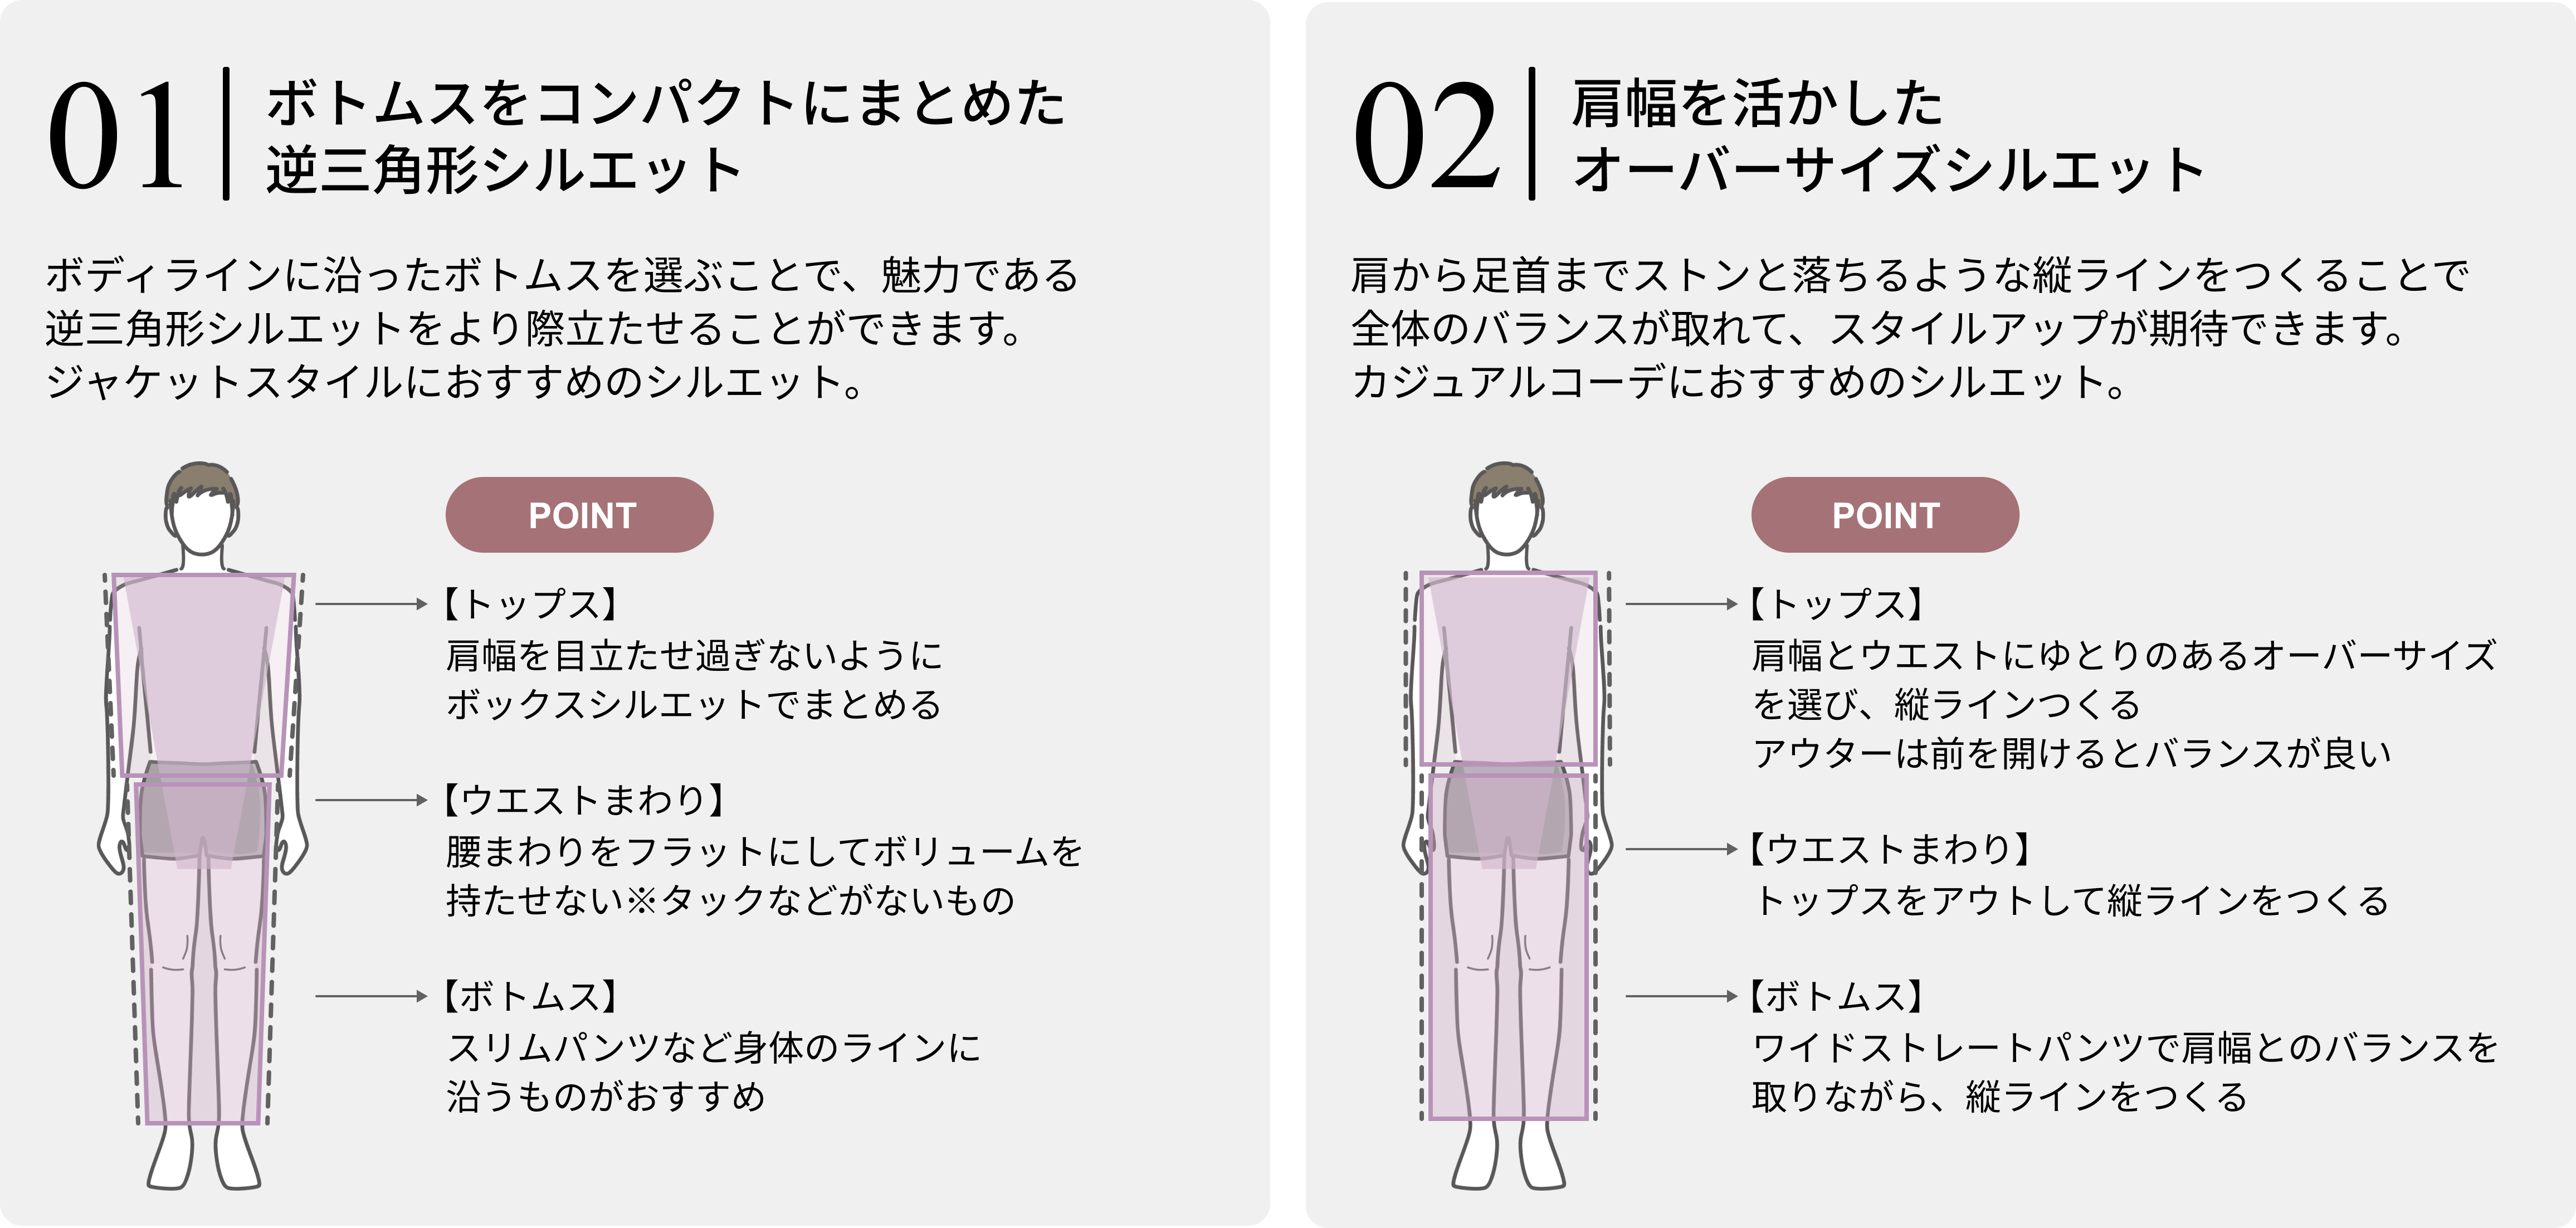 01
ボトムスをコンパクトにまとめた
逆三角形シルエット
ボディラインに沿ったボトムスを選ぶことで、魅力である
逆三角形シルエットをより際立たせることができます。
ジャケットスタイルにおすすめのシルエット。
POINT
【トップス】
肩幅を目立たせ過ぎないように
ボックスシルエットでまとめる
【ウエストまわり】
腰まわりをフラットにしてボリュームを
持たせない※タックなどがないもの
【ボトムス】
スリムパンツなど身体のラインに
沿うものがおすすめ
02
肩幅を活かした
オーバーサイズシルエット
肩から足首までストンと落ちるような縦ラインをつくることで
全体のバランスが取れて、スタイルアップが期待できます。
カジュアルコーデにおすすめのシルエット。
POINT
【トップス】
肩幅とウエストにゆとりのあるオーバーサイズ
を選び、縦ラインつくる
アウターは前を開けるとバランスが良い
【ウエストまわり】
トップスをアウトして縦ラインをつくる
【ボトムス】
ワイドストレートパンツで肩幅とのバランスを
取りながら、縦ラインをつくる